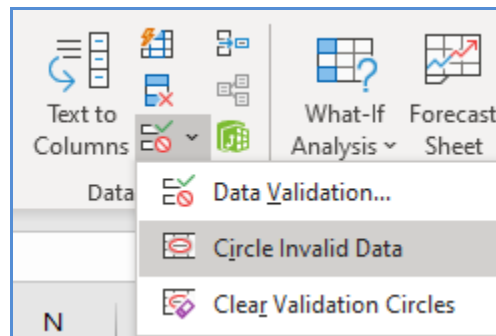 Text to
Columns
What-If
Analysis
Forecast
Sheet
Data
Data Validation...
Circle Invalid Data
Clear Validation Circles
N